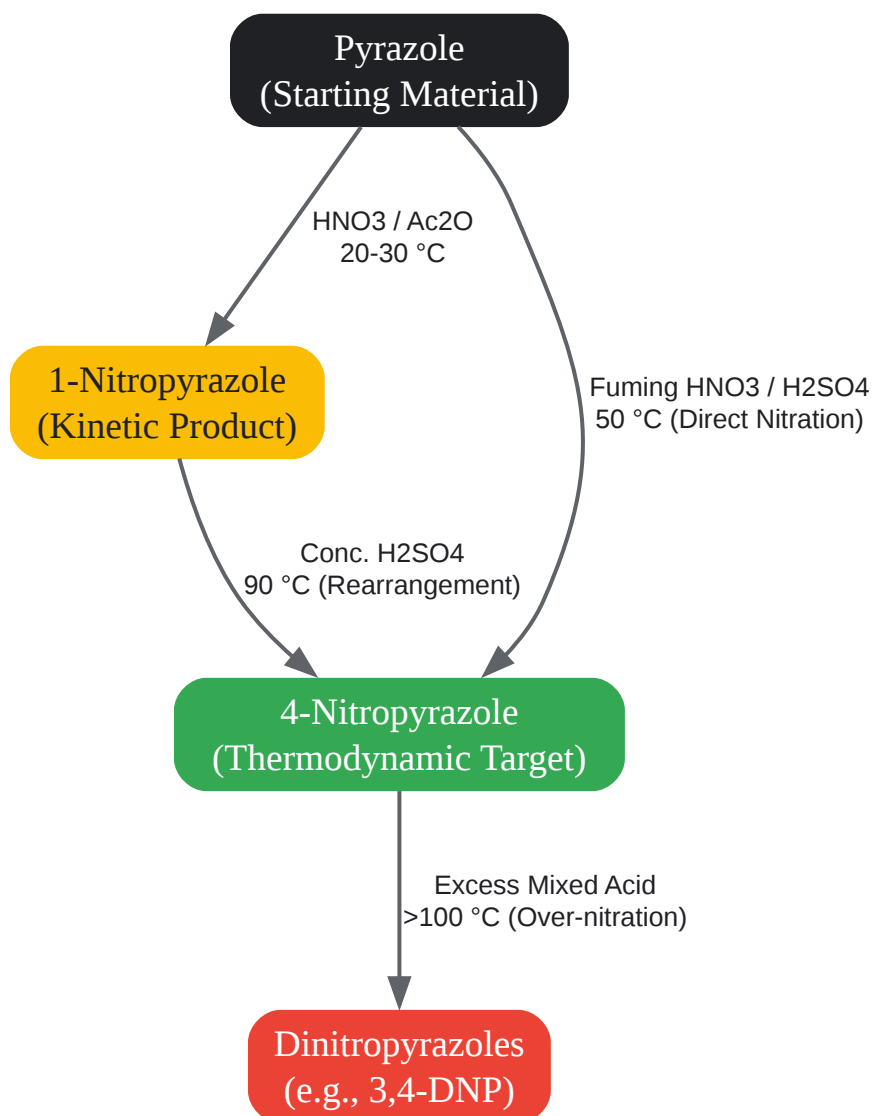 Pyrazole
(Starting Material)
HNO3 / Ac2O
20-30 °C
1-Nitropyrazole
(Kinetic Product)
Fuming HNO3 / H2SO4
50 °C (Direct Nitration)
Conc. H2SO4
90 °C (Rearrangement)
4-Nitropyrazole
(Thermodynamic Target)
Excess Mixed Acid
>100 °C (Over-nitration)
Dinitropyrazoles
(e.g., 3,4-DNP)